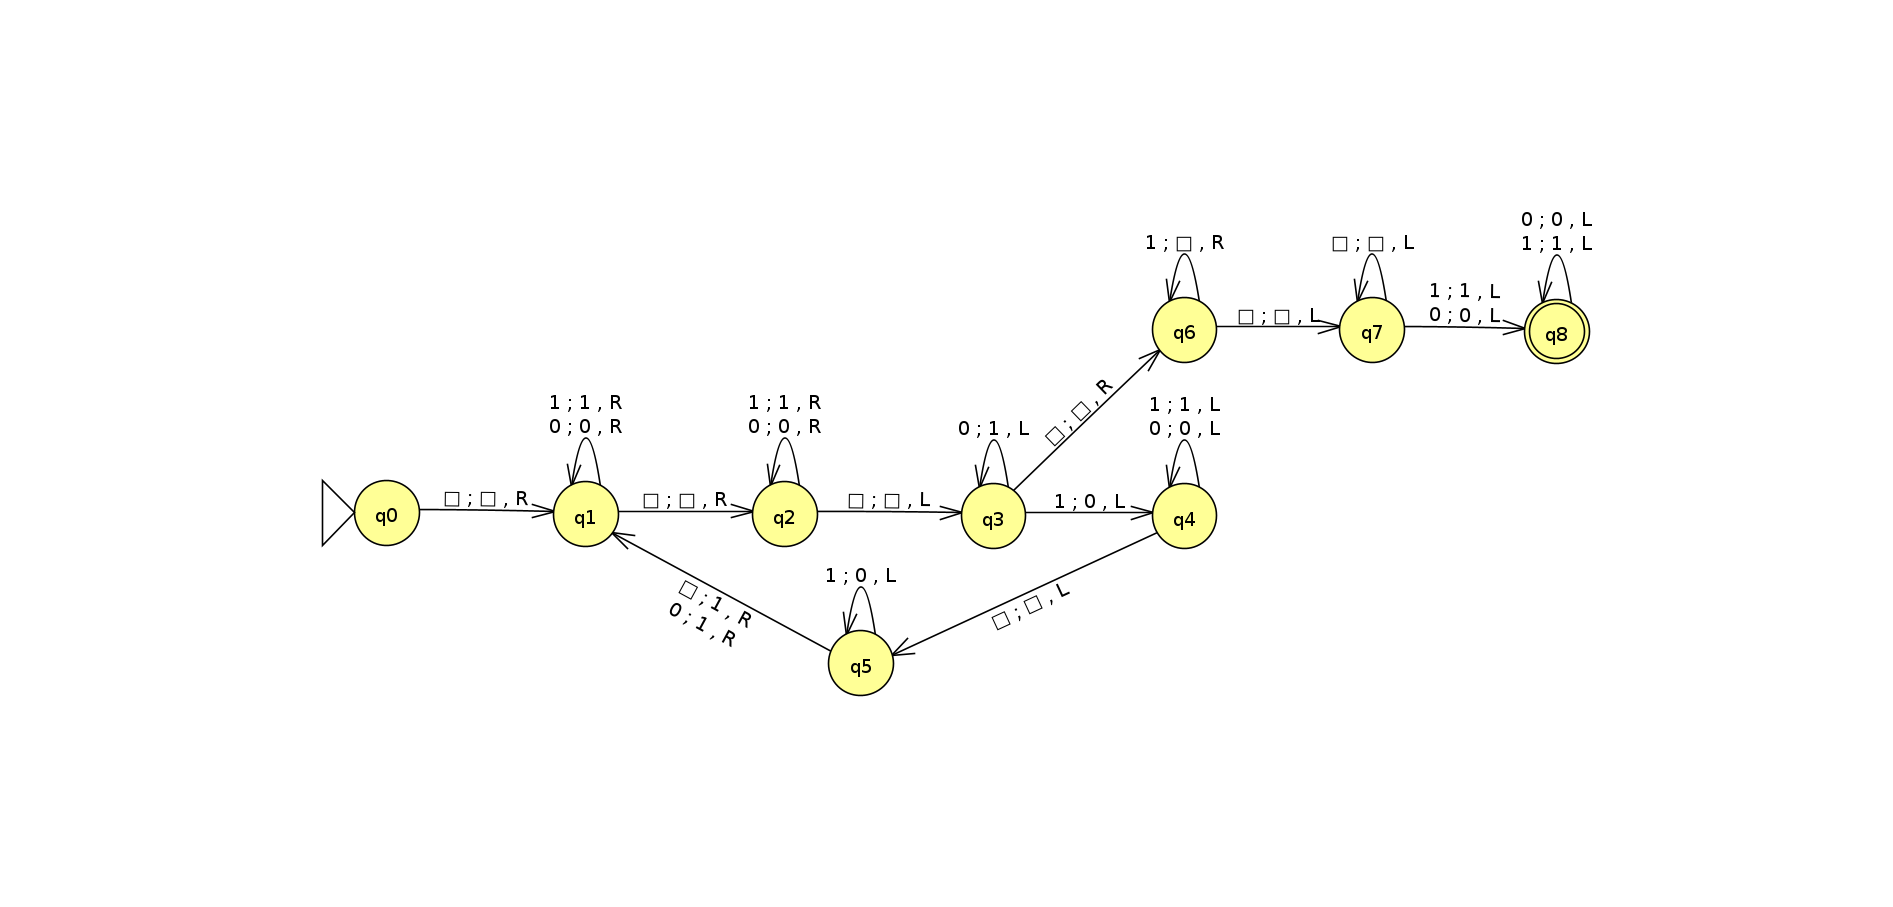 0 ; 0 , L
1 ; □ , R
□ ; □ , L
1 ; 1 , L
1 ; 1 , L
0 ; 0 , L
□ ; □ , L
q6
q7
q8
□ ; □ , R
1 ; 1 , R
0 ; 0 , R
1 ; 1 , R
0 ; 0 , R
0 ; 1 , L
1 ; 1 , L
0 ; 0 , L
□ ; □ , R
□ ; □ , R
□ ; □ , L
1 ; 0 , L
q0
q1
q2
q3
q4
1 ; 0 , L
□ ; 1 , R
0 ; 1 , R
□ ; □ , L
q5